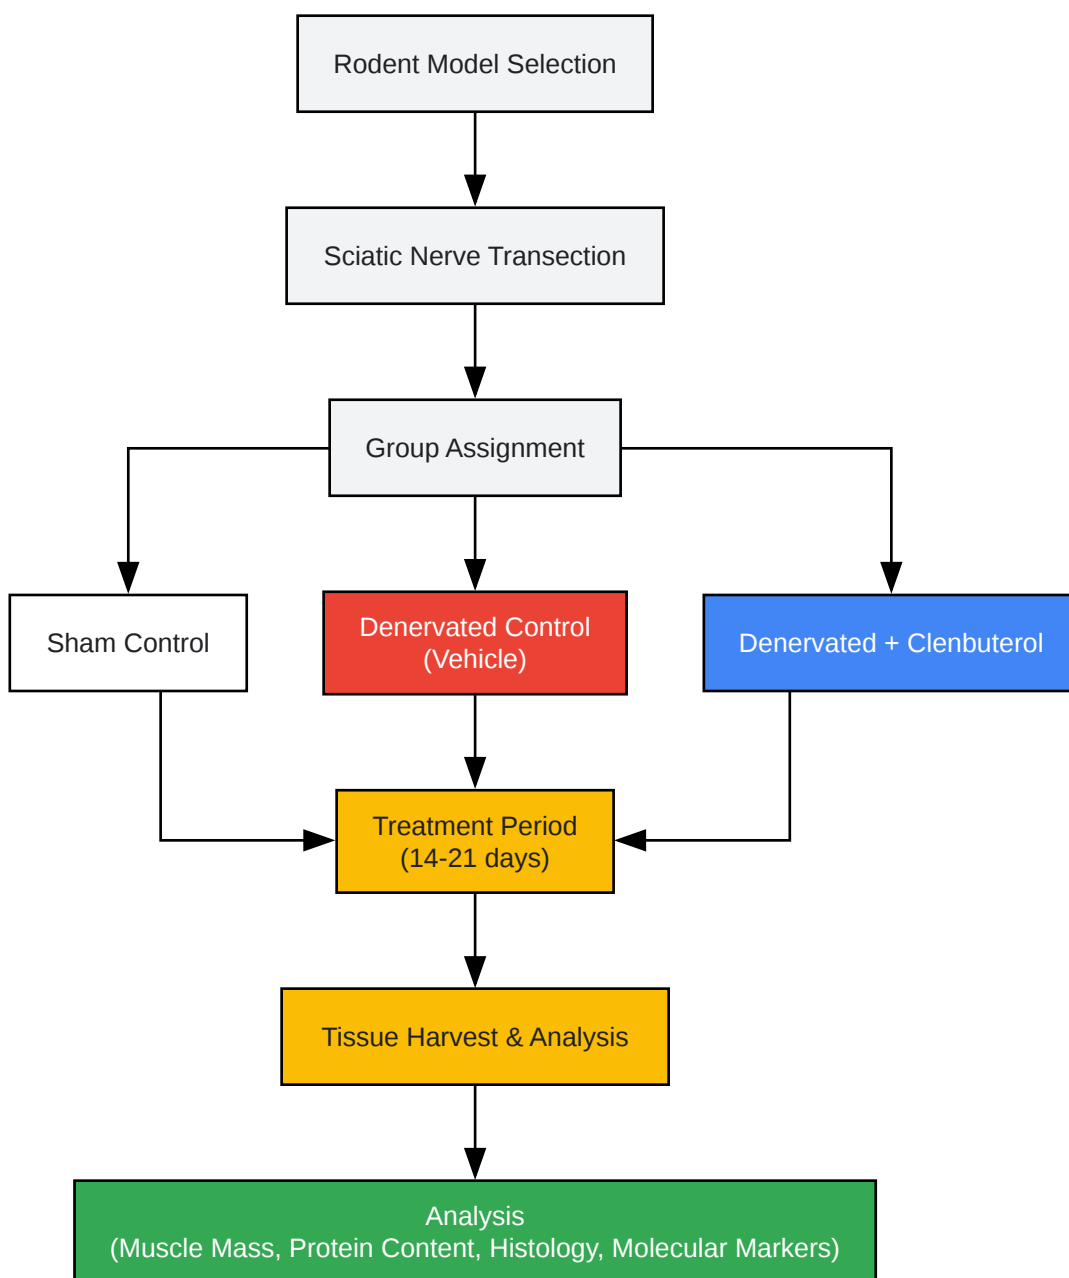 Rodent Model Selection
Sciatic Nerve Transection
Group Assignment
Sham Control
Denervated Control
(Vehicle)
Denervated + Clenbuterol
Treatment Period
(14-21 days)
Tissue Harvest & Analysis
Analysis
(Muscle Mass, Protein Content, Histology, Molecular Markers)